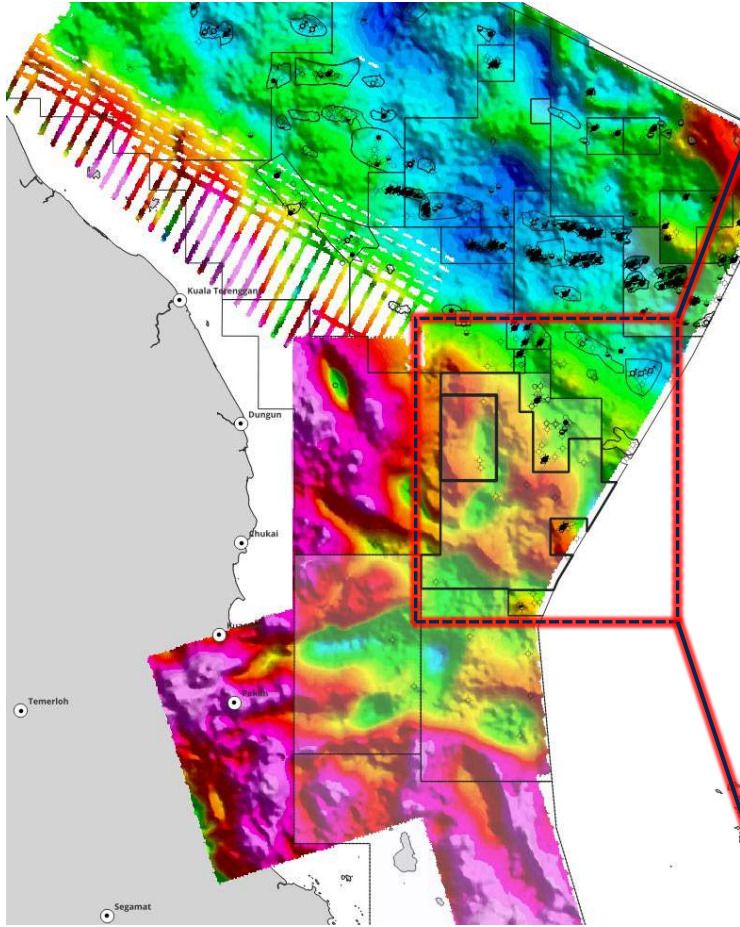 Kuala Terengganu
Dungun
Chukai
Temerloh
Pekan
Segamat